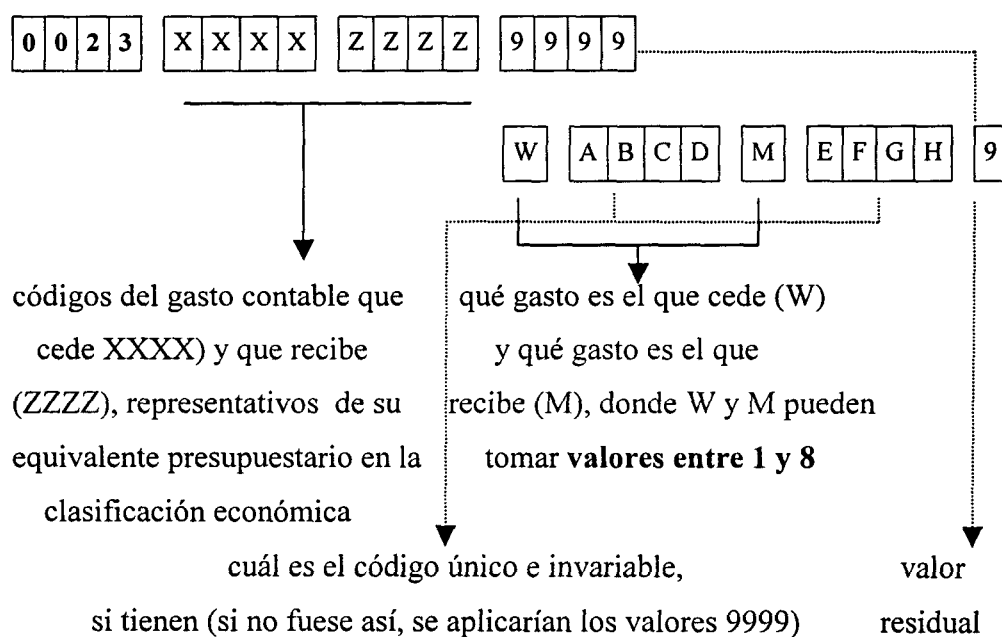 0 0 2 3 X X X X Z Z Z Z 9 9 9 9
W A B C D M E F G H 9
códigos del gasto contable que
cede XXXX) y que recibe
(ZZZZ), representativos de su
equivalente presupuestario en la
clasificación económica
qué gasto es el que cede (W)
y qué gasto es el que
recibe (M), donde W y M pueden
tomar valores entre 1 y 8
cuál es el código único e invariable,
si tienen (si no fuese así, se aplicarían los valores 9999)
valor
residual